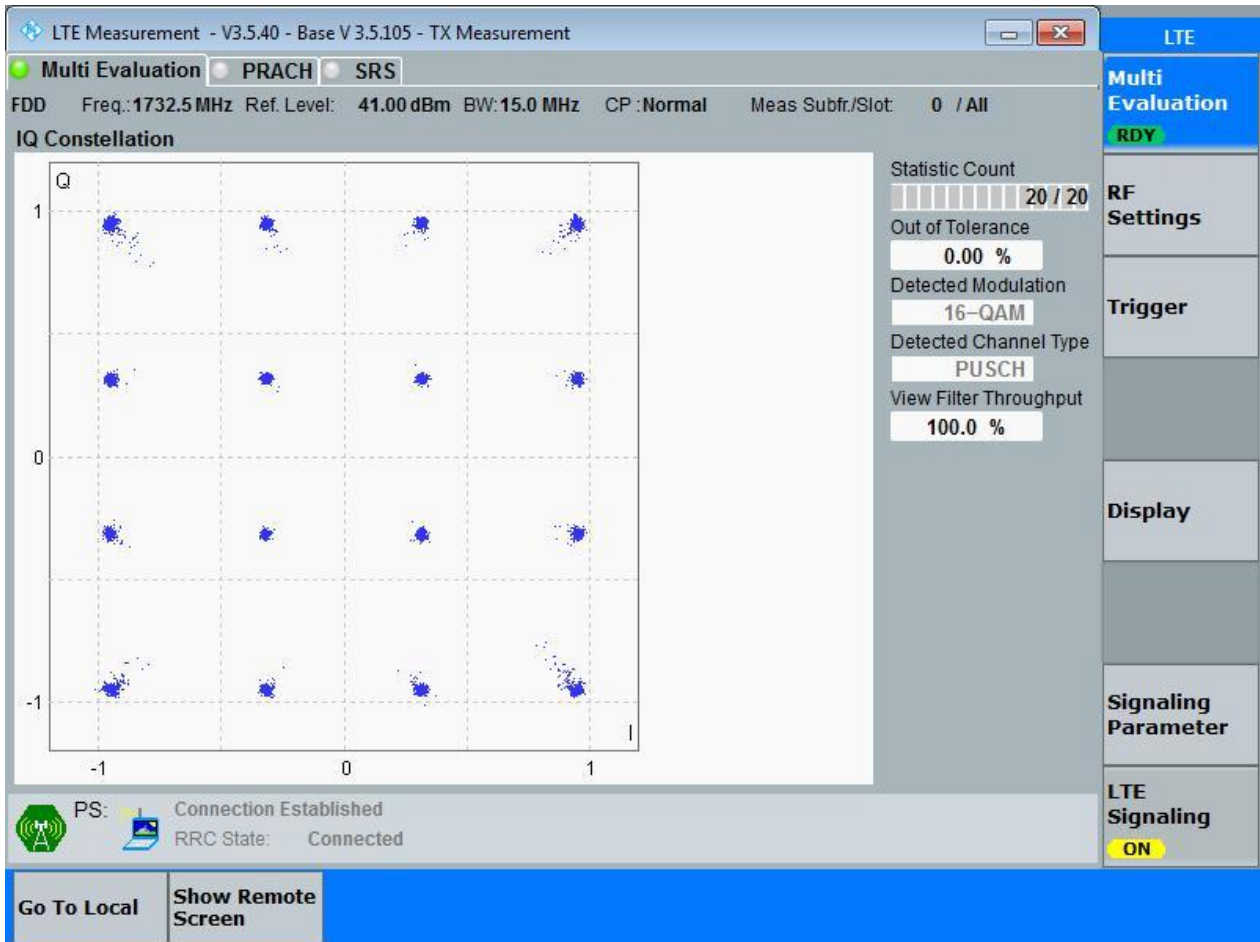 LTE Measurement - V3.5.40 - Base V 3.5.105 - TX Measurement
LTE
Multi Evaluation PRACH SRS
Multi
Evaluation
RDY
FDD Freq.: 1732.5 MHz Ref. Level: 41.00 dBm BW: 15.0 MHz CP : Normal Meas Subfr./Slot: 0 / All
IQ Constellation
Q
1
0
-1
I
-1 0 1
Statistic Count
20 / 20
Out of Tolerance
0.00 %
Detected Modulation
16-QAM
Detected Channel Type
PUSCH
View Filter Throughput
100.0 %
RF
Settings
Trigger
Display
Signaling
Parameter
LTE
Signaling
ON
PS: Connection Established
RRC State: Connected
Go To Local
Show Remote
Screen